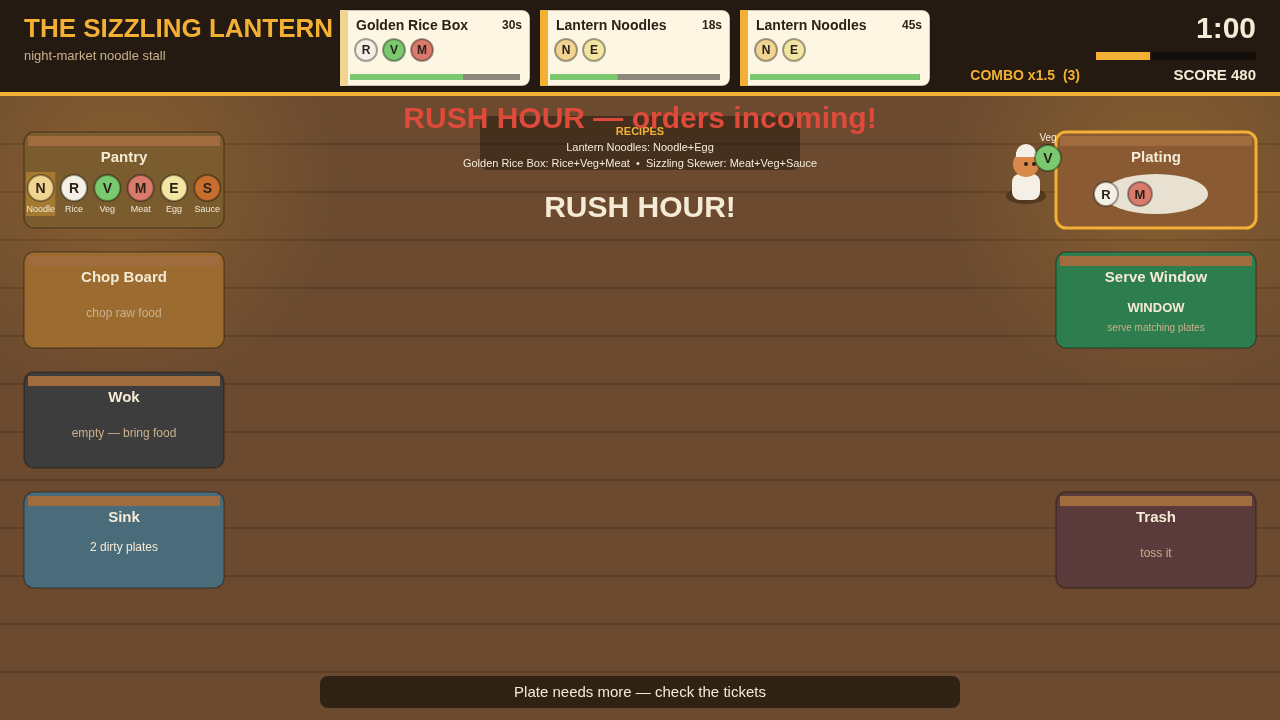 THE SIZZLING LANTERN
night-market noodle stall
Golden Rice Box 30s
R V M
Lantern Noodles 18s
N E
Lantern Noodles 45s
N E
1:00
COMBO x1.5 (3)
SCORE 480
RUSH HOUR — orders incoming!
RECIPES
Lantern Noodles: Noodle+Egg
Golden Rice Box: Rice+Veg+Meat • Sizzling Skewer: Meat+Veg+Sauce
RUSH HOUR!
Pantry
N R V M E S
Noodle Rice Veg Meat Egg Sauce
Veg
V
Plating
R M
Chop Board
chop raw food
Serve Window
WINDOW
serve matching plates
Wok
empty — bring food
Sink
2 dirty plates
Trash
toss it
Plate needs more — check the tickets